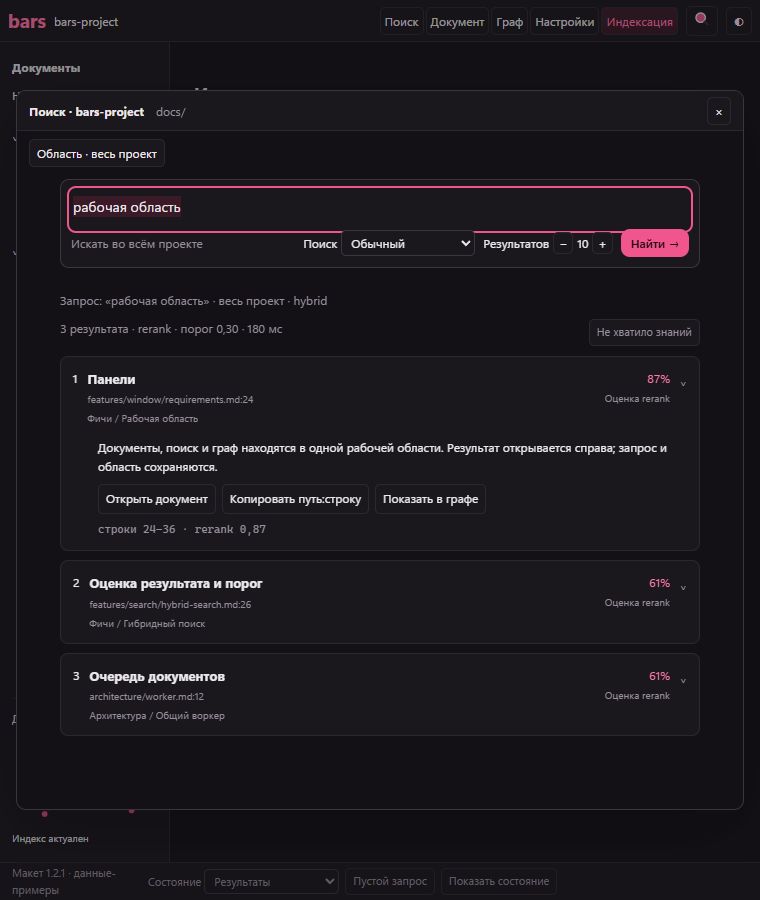 bars bars-project Поиск Документ Граф Настройки Индексация
Документы
Поиск · bars-project docs/ ×
Область · весь проект
рабочая область
Искать во всём проекте Поиск Обычный Результатов − 10 + Найти →
Запрос: «рабочая область» · весь проект · hybrid
3 результата · rerank · порог 0,30 · 180 мс Не хватило знаний
1 Панели 87%
features/window/requirements.md:24 Оценка rerank
Фичи / Рабочая область
Документы, поиск и граф находятся в одной рабочей области. Результат открывается справа; запрос и
область сохраняются.
Открыть документ Копировать путь:строку Показать в графе
строки 24–36 · rerank 0,87
2 Оценка результата и порог 61%
features/search/hybrid-search.md:26 Оценка rerank
Фичи / Гибридный поиск
3 Очередь документов 61%
architecture/worker.md:12 Оценка rerank
Архитектура / Общий воркер
Индекс актуален
Макет 1.2.1 · данные-
примеры
Состояние Результаты Пустой запрос Показать состояние